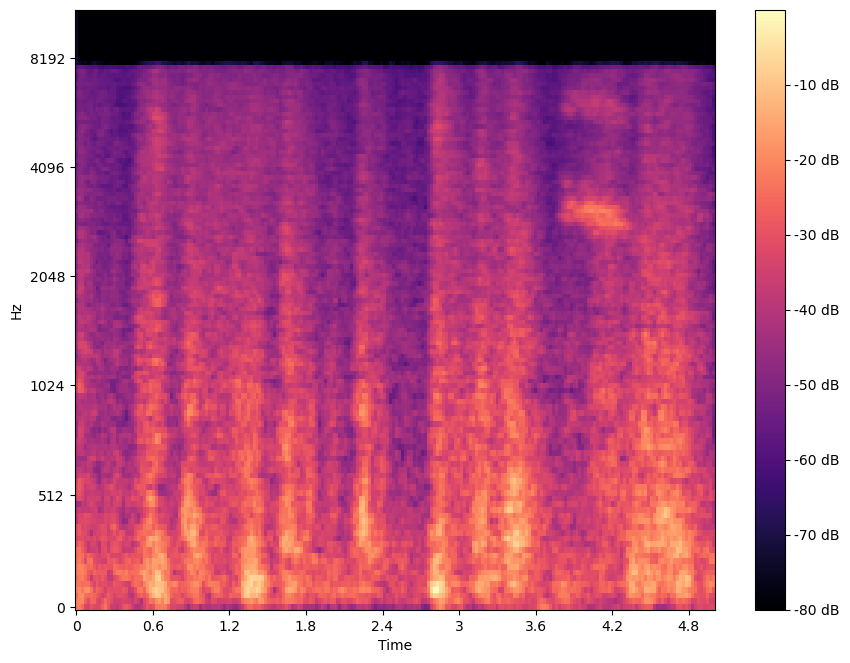 8192
4096
2048
1024
512
0
Hz
0 0.6 1.2 1.8 2.4 3 3.6 4.2 4.8
Time
-10 dB
-20 dB
-30 dB
-40 dB
-50 dB
-60 dB
-70 dB
-80 dB